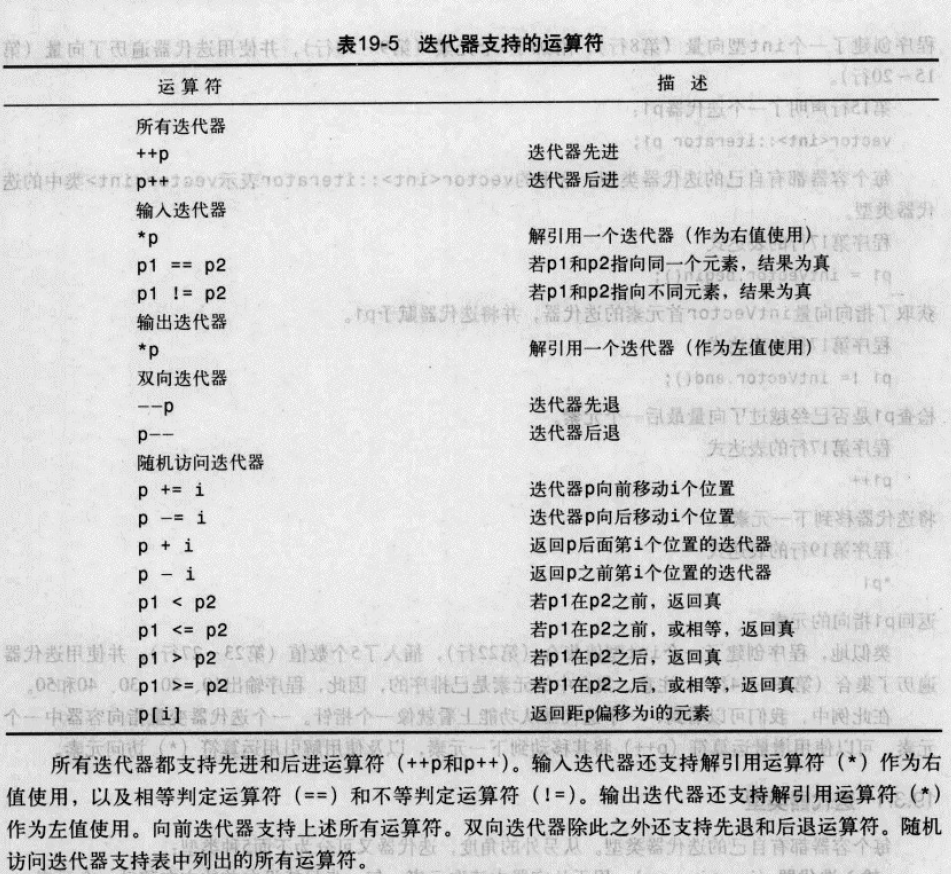 表19-5 迭代器支持的运算符
运算符 描述
所有迭代器
++p 迭代器先进
p++ 迭代器后进
输入迭代器
*p 解引用一个迭代器（作为右值使用）
p1 == p2 若p1和p2指向同一个元素，结果为真
p1 != p2 若p1和p2指向不同元素，结果为真
输出迭代器
*p 解引用一个迭代器（作为左值使用）
双向迭代器
--p 迭代器先退
p-- 迭代器后退
随机访问迭代器
p += i 迭代器p向前移动i个位置
p -= i 迭代器p向后移动i个位置
p + i 返回p后面第i个位置的迭代器
p - i 返回p之前第i个位置的迭代器
p1 < p2 若p1在p2之前，返回真
p1 <= p2 若p1在p2之前，或相等，返回真
p1 > p2 若p1在p2之后，返回真
p1 >= p2 若p1在p2之后，或相等，返回真
p[i] 返回距p偏移为i的元素
所有迭代器都支持先进和后进运算符（++p和p++）。输入迭代器还支持解引用运算符（*）作为右
值使用，以及相等判定运算符（==）和不等判定运算符（!=）。输出迭代器还支持解引用运算符（*）
作为左值使用。向前迭代器支持上述所有运算符。双向迭代器除此之外还支持先退和后退运算符。随机
访问迭代器支持表中列出的所有运算符。